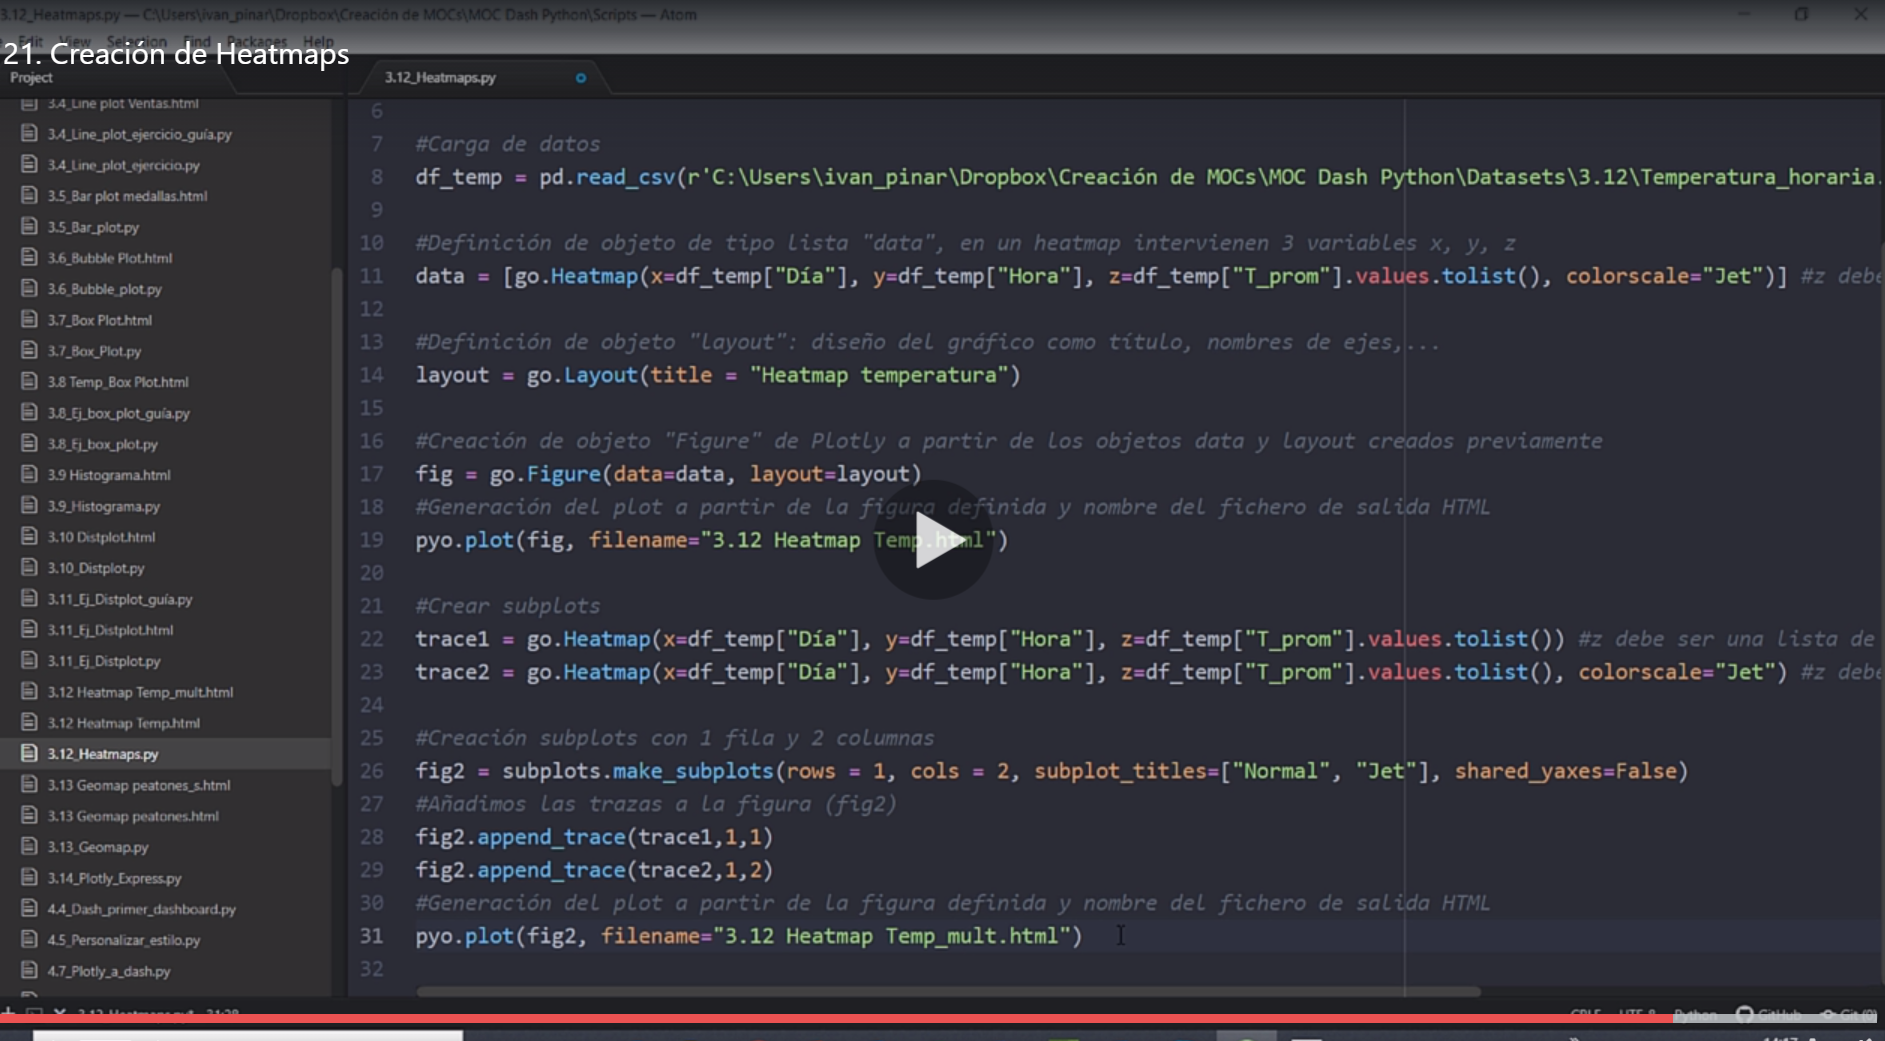 3.12_Heatmaps.py — C:\Users\ivan_pinar\Dropbox\Creación de MOCs\MOC Dash Python\Scripts — Atom
Edit View Selection Find Packages Help
21. Creación de Heatmaps
Project
3.12_Heatmaps.py
3.4_Line plot Ventas.html
3.4_Line_plot_ejercicio_guía.py
3.4_Line_plot_ejercicio.py
3.5_Bar plot medallas.html
3.5_Bar_plot.py
3.6_Bubble Plot.html
3.6_Bubble_plot.py
3.7_Box Plot.html
3.7_Box_Plot.py
3.8 Temp_Box Plot.html
3.8_Ej_box_plot_guía.py
3.8_Ej_box_plot.py
3.9 Histograma.html
3.9_Histograma.py
3.10 Distplot.html
3.10_Distplot.py
3.11_Ej_Distplot_guía.py
3.11_Ej_Distplot.html
3.11_Ej_Distplot.py
3.12 Heatmap Temp_mult.html
3.12 Heatmap Temp.html
3.12_Heatmaps.py
3.13 Geomap peatones_s.html
3.13 Geomap peatones.html
3.13_Geomap.py
3.14_Plotly_Express.py
4.4_Dash_primer_dashboard.py
4.5_Personalizar_estilo.py
4.7_Plotly_a_dash.py
6
7 #Carga de datos
8 df_temp = pd.read_csv(r'C:\Users\ivan_pinar\Dropbox\Creación de MOCs\MOC Dash Python\Datasets\3.12\Temperatura_horaria.
9
10 #Definición de objeto de tipo lista "data", en un heatmap intervienen 3 variables x, y, z
11 data = [go.Heatmap(x=df_temp["Día"], y=df_temp["Hora"], z=df_temp["T_prom"].values.tolist(), colorscale="Jet")] #z debe
12
13 #Definición de objeto "layout": diseño del gráfico como título, nombres de ejes,...
14 layout = go.Layout(title = "Heatmap temperatura")
15
16 #Creación de objeto "Figure" de Plotly a partir de los objetos data y layout creados previamente
17 fig = go.Figure(data=data, layout=layout)
18 #Generación del plot a partir de la figura definida y nombre del fichero de salida HTML
19 pyo.plot(fig, filename="3.12 Heatmap Temp.html")
20
21 #Crear subplots
22 trace1 = go.Heatmap(x=df_temp["Día"], y=df_temp["Hora"], z=df_temp["T_prom"].values.tolist()) #z debe ser una lista de
23 trace2 = go.Heatmap(x=df_temp["Día"], y=df_temp["Hora"], z=df_temp["T_prom"].values.tolist(), colorscale="Jet") #z debe
24
25 #Creación subplots con 1 fila y 2 columnas
26 fig2 = subplots.make_subplots(rows = 1, cols = 2, subplot_titles=["Normal", "Jet"], shared_yaxes=False)
27 #Añadimos las trazas a la figura (fig2)
28 fig2.append_trace(trace1,1,1)
29 fig2.append_trace(trace2,1,2)
30 #Generación del plot a partir de la figura definida y nombre del fichero de salida HTML
31 pyo.plot(fig2, filename="3.12 Heatmap Temp_mult.html")
32
3.12_Heatmaps.py* 31:28 CRLF UTF-8 Python GitHub Git (0)